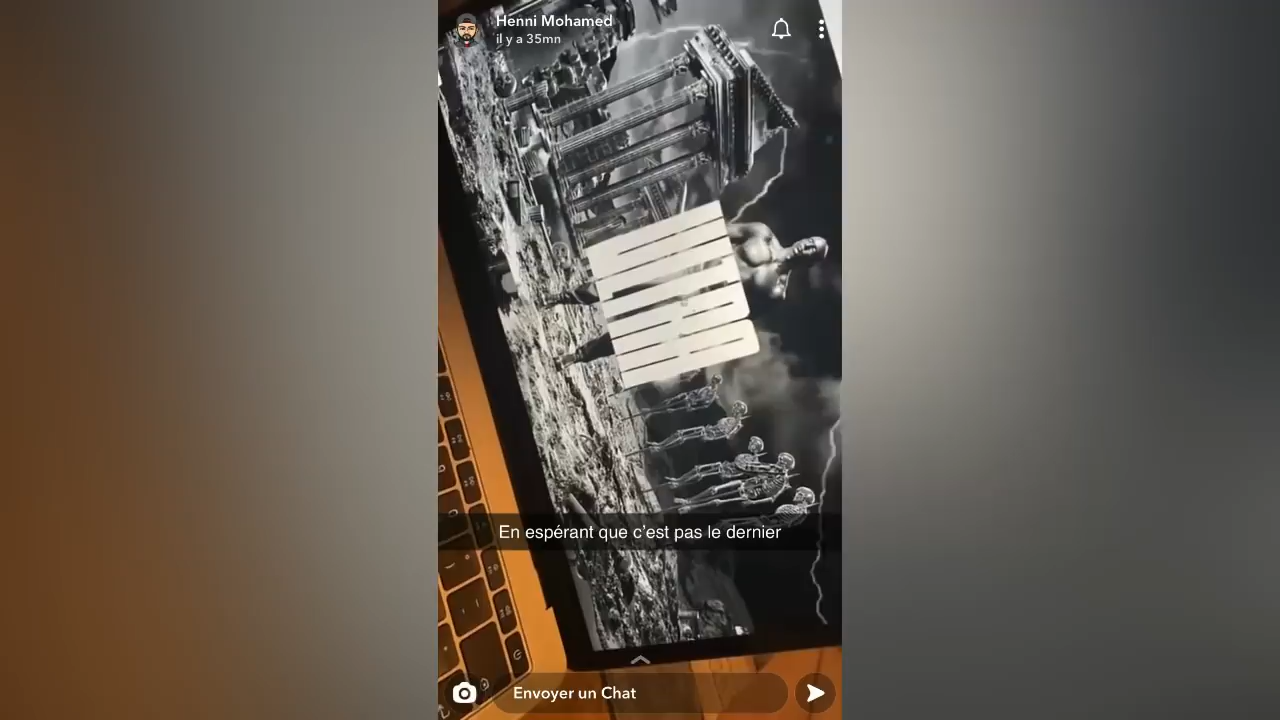 Henni Mohamed
il y a 35mn
En espérant que c'est pas le dernier
Envoyer un Chat